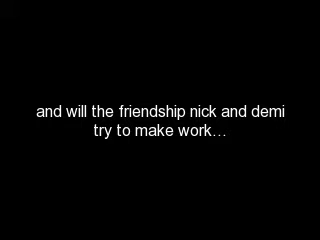 and will the friendship nick and demi
try to make work...